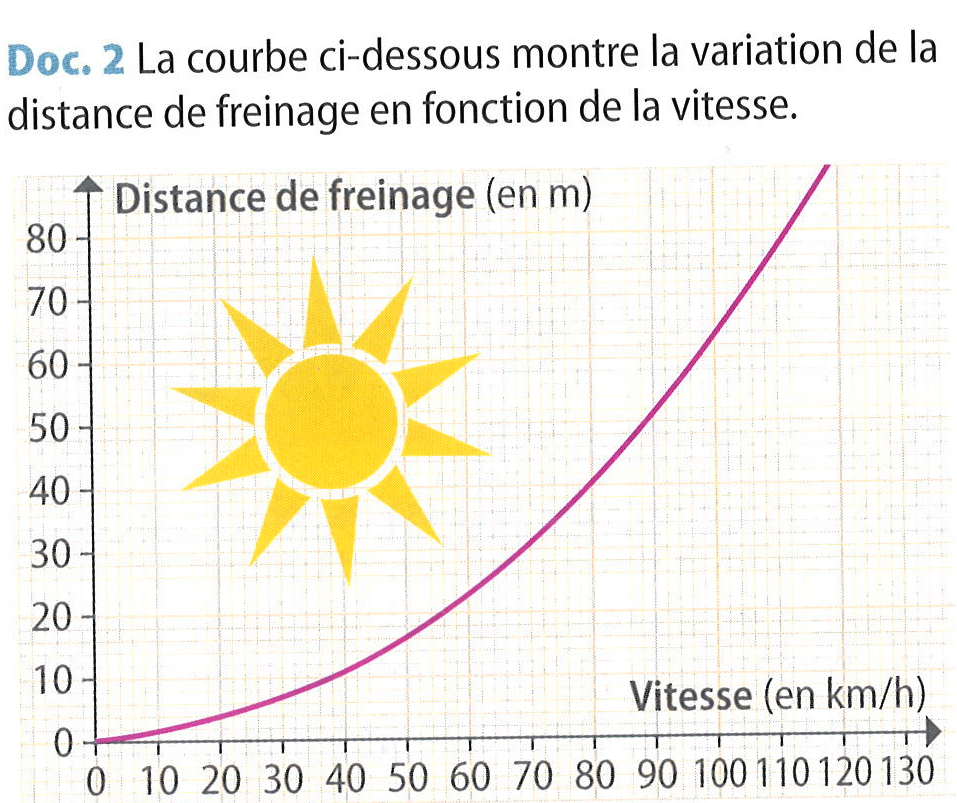 Doc. 2 La courbe ci-dessous montre la variation de la
distance de freinage en fonction de la vitesse.
Distance de freinage (en m)
80
70
60
50
40
30
20
10
0
Vitesse (en km/h)
0 10 20 30 40 50 60 70 80 90 100 110 120 130